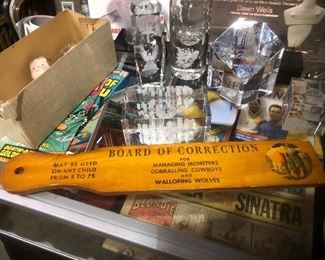 Dawn Wells
BOARD OF CORRECTION
MAY BE USED
ON ANY CHILD
FROM 5 TO 75
FOR
MANAGING MONSTERS
CORRALLING COWBOYS
AND
WALLOPING WOLVES
BLONDIE
SINATRA